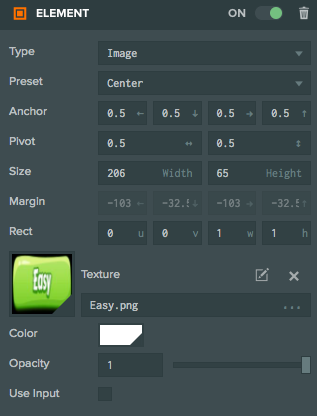 ELEMENT ON
Type Image
Preset Center
Anchor 0.5 ← 0.5 ↓ 0.5 → 0.5 ↑
Pivot 0.5 ↔ 0.5 ↕
Size 206 Width 65 Height
Margin -103 ← -32.5 ↓ -103 → -32.5 ↑
Rect 0 u 0 v 1 w 1 h
Easy
Texture
Easy.png ...
Color
Opacity 1
Use Input